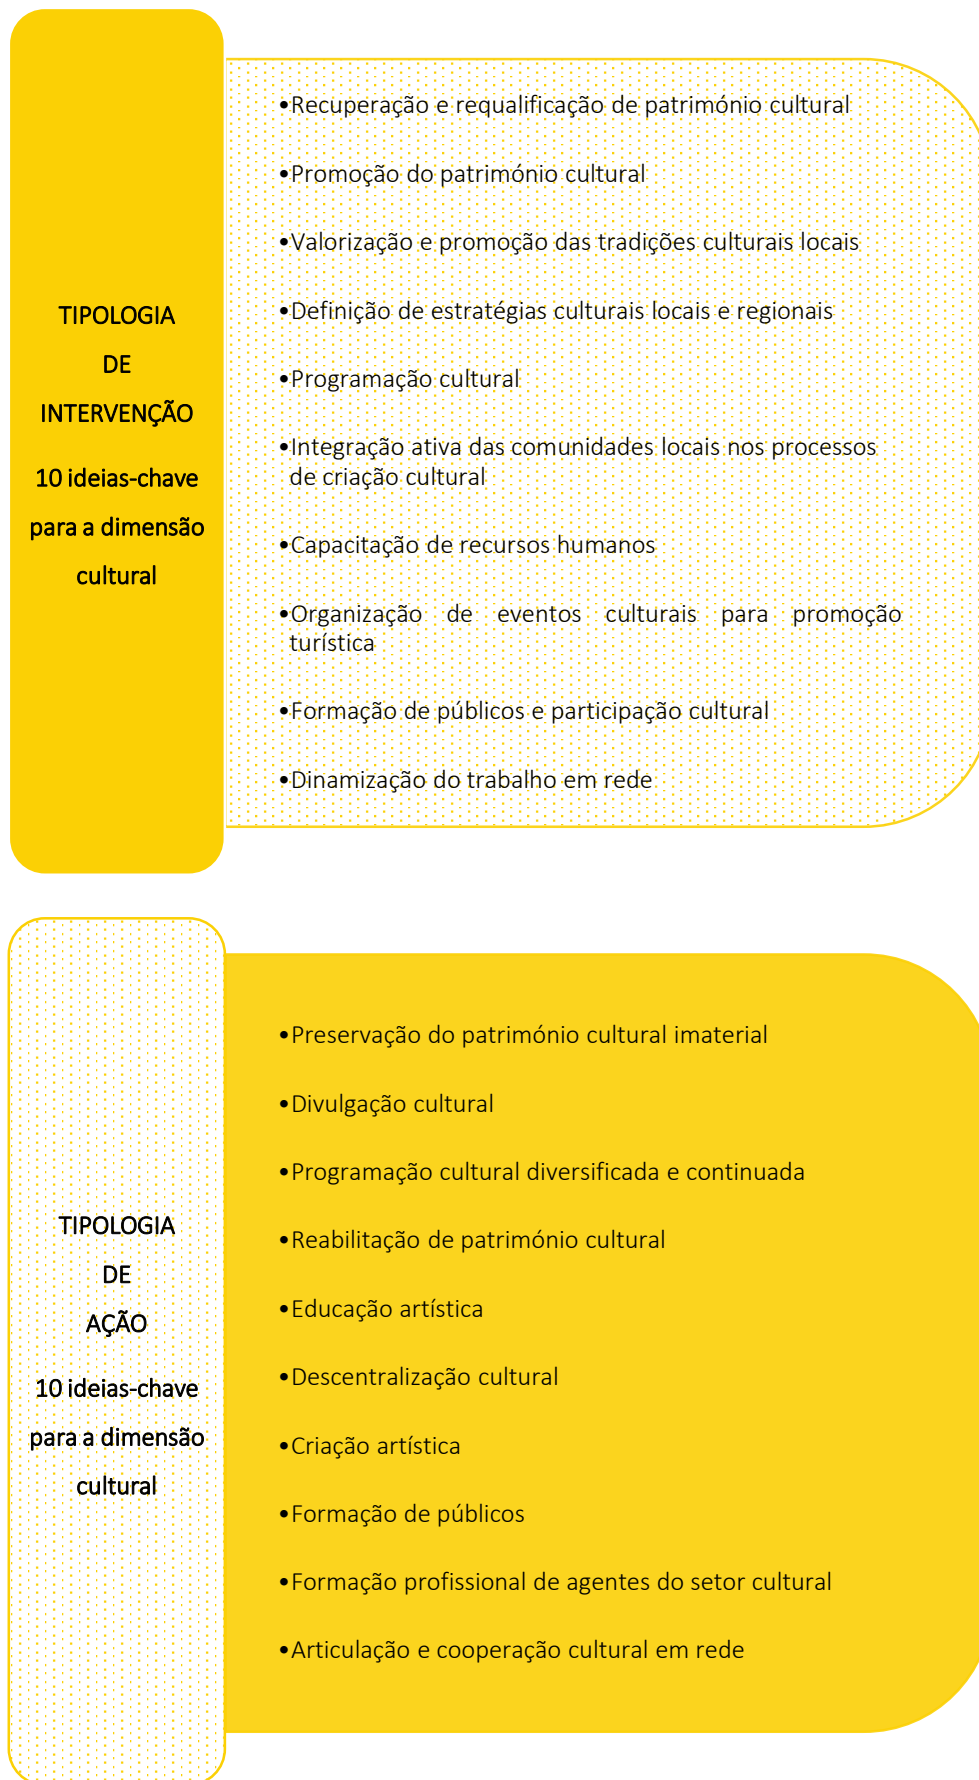 TIPOLOGIA
DE
INTERVENÇÃO
10 ideias-chave
para a dimensão
cultural
•Recuperação e requalificação de património cultural
•Promoção do património cultural
•Valorização e promoção das tradições culturais locais
•Definição de estratégias culturais locais e regionais
•Programação cultural
•Integração ativa das comunidades locais nos processos
de criação cultural
•Capacitação de recursos humanos
•Organização de eventos culturais para promoção
turística
•Formação de públicos e participação cultural
•Dinamização do trabalho em rede
TIPOLOGIA
DE
AÇÃO
10 ideias-chave
para a dimensão
cultural
•Preservação do património cultural imaterial
•Divulgação cultural
•Programação cultural diversificada e continuada
•Reabilitação de património cultural
•Educação artística
•Descentralização cultural
•Criação artística
•Formação de públicos
•Formação profissional de agentes do setor cultural
•Articulação e cooperação cultural em rede